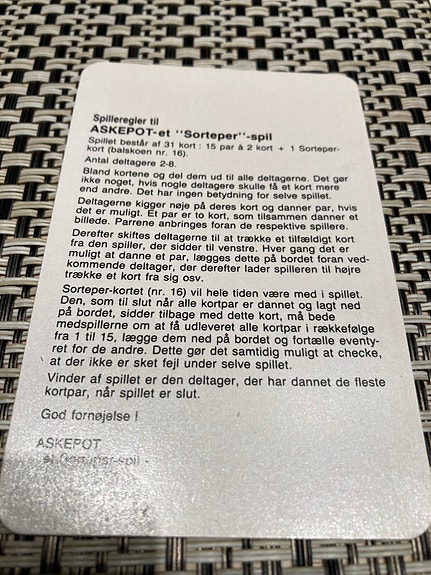 Spilleregler til
ASKEPOT-et "Sorteper"-spil
Spillet består af 31 kort : 15 par à 2 kort + 1 Sorteper-
kort (balskoen nr. 16).
Antal deltagere 2-8.
Bland kortene og del dem ud til alle deltagerne. Det gør
ikke noget, hvis nogle deltagere skulle få et kort mere
end andre. Det har ingen betydning for selve spillet.
Deltagerne kigger nøje på deres kort og danner par, hvis
det er muligt. Et par er to kort, som tilsammen danner et
billede. Parrene anbringes foran de respektive spillere.
Derefter skiftes deltagerne til at trække et tilfældigt kort
fra den spiller, der sidder til venstre. Hver gang det er
muligt at danne et par, lægges dette på bordet foran ved-
kommende deltager, der derefter lader spilleren til højre
trække et kort fra sig osv.
Sorteper-kortet (nr. 16) vil hele tiden være med i spillet.
Den, som til slut når alle kortpar er dannet og lagt ned
på bordet, sidder tilbage med dette kort, må bede
medspillerne om at få udleveret alle kortpar i rækkefølge
fra 1 til 15, lægge dem ned på bordet og fortælle eventy-
ret for de andre. Dette gør det samtidig muligt at checke,
at der ikke er sket fejl under selve spillet.
Vinder af spillet er den deltager, der har dannet de fleste
kortpar, når spillet er slut.
God fornøjelse !
ASKEPOT
et Sorteper-spil -